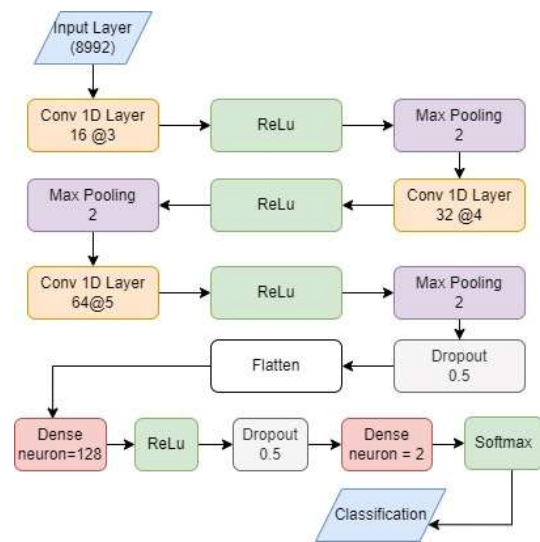 Input Layer
(8992)
Conv 1D Layer
16 @3
ReLu
Max Pooling
2
Conv 1D Layer
32 @4
ReLu
Max Pooling
2
Conv 1D Layer
64@5
ReLu
Max Pooling
2
Dropout
0.5
Flatten
Dense
neuron=128
ReLu
Dropout
0.5
Dense
neuron = 2
Softmax
Classification